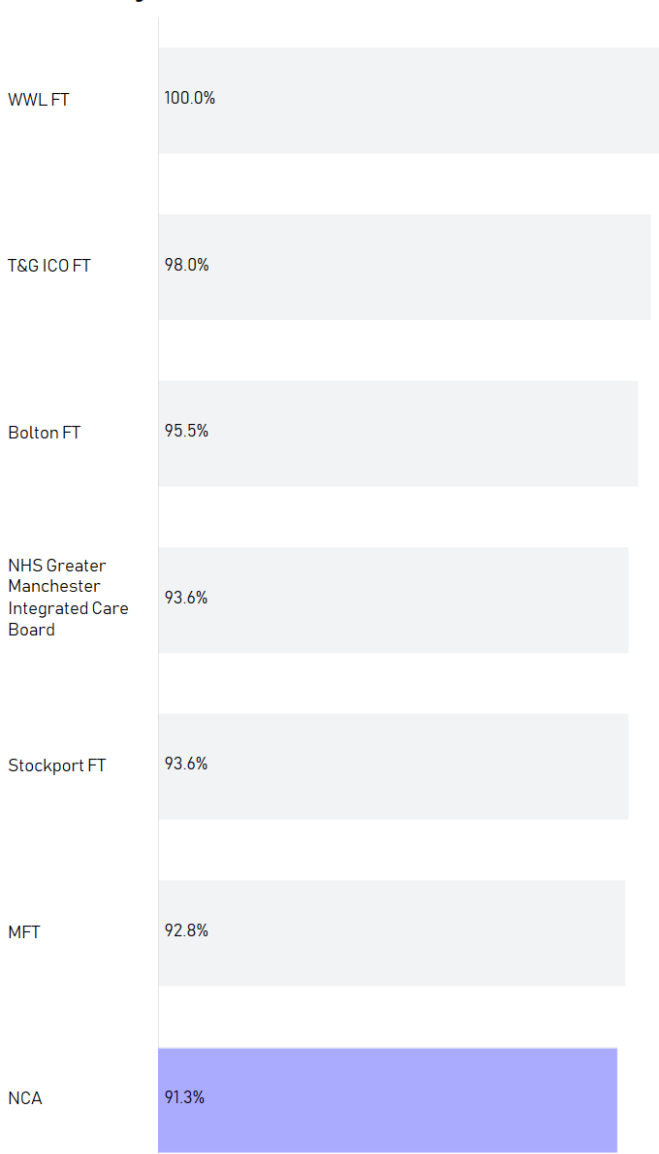 WWL FT
100.0%
T&G ICO FT
98.0%
Bolton FT
95.5%
NHS Greater
Manchester
Integrated Care
Board
93.6%
Stockport FT
93.6%
MFT
92.8%
NCA
91.3%